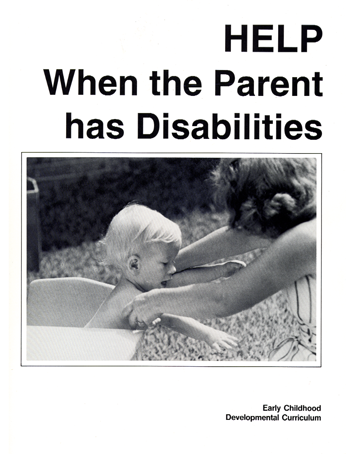 HELP
When the Parent
has Disabilities
Early Childhood
Developmental Curriculum